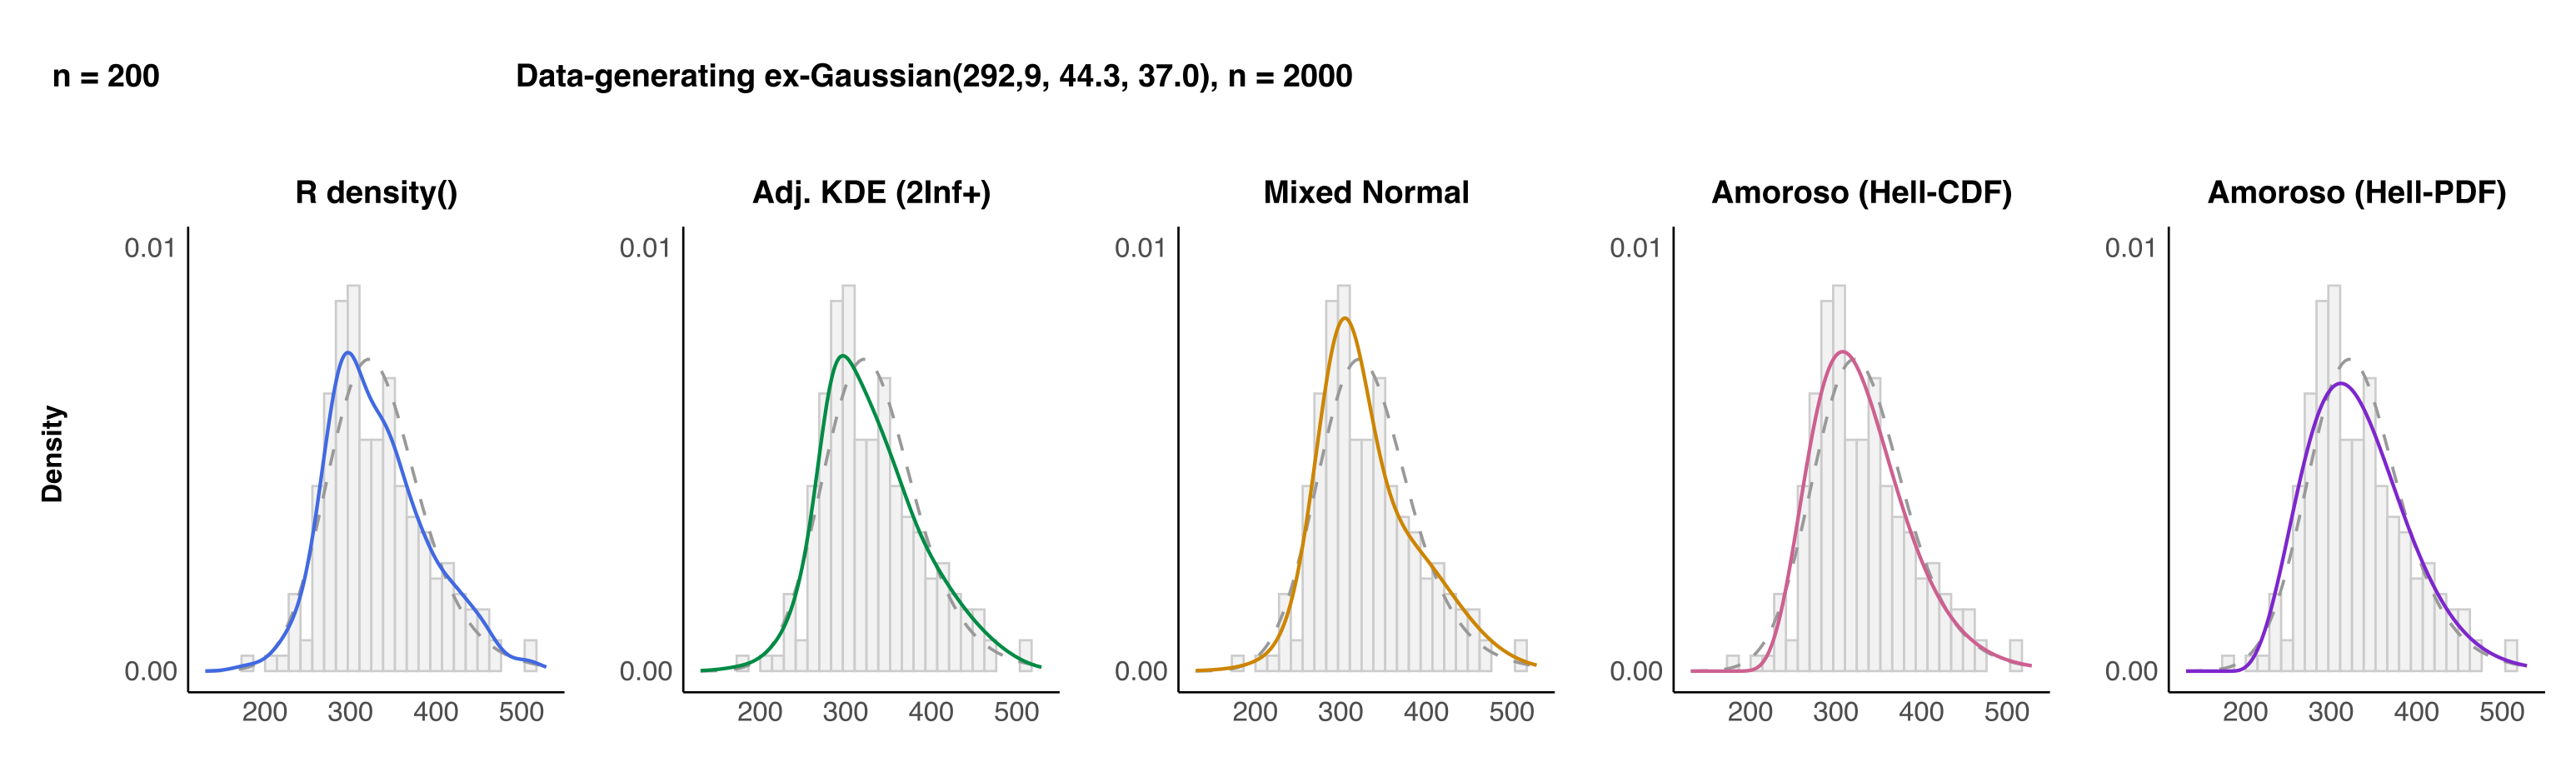 n = 200
Data-generating ex-Gaussian(292,9, 44.3, 37.0), n = 2000
R density()
Adj. KDE (2Inf+)
Mixed Normal
Amoroso (Hell-CDF)
Amoroso (Hell-PDF)
Density
0.01
0.00
200 300 400 500
0.01
0.00
200 300 400 500
0.01
0.00
200 300 400 500
0.01
0.00
200 300 400 500
0.01
0.00
200 300 400 500